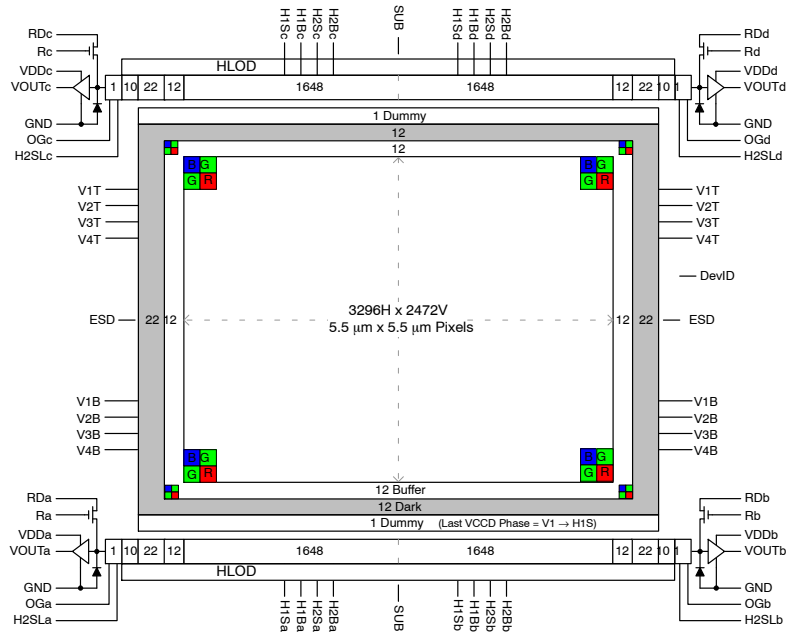 H1Sc H1Bc H2Sc H2Bc SUB H1Sd H1Bd H2Sd H2Bd
RDc RDd
Rc Rd
HLOD
VDDc VDDd
VOUTc 1 10 22 12 1648 1648 12 22 10 1 VOUTd
GND 1 Dummy GND
OGc 12 OGd
H2SLc 12 H2SLd
B G B G
G R G R
V1T V1T
V2T V2T
V3T V3T
V4T V4T
DevID
3296H x 2472V
ESD 22 12 12 22 ESD
5.5 μm x 5.5 μm Pixels
V1B V1B
V2B V2B
V3B V3B
V4B V4B
B G B G
G R G R
12 Buffer
RDa 12 Dark RDb
Ra 1 Dummy (Last VCCD Phase = V1 → H1S) Rb
VDDa VDDb
VOUTa 1 10 22 12 1648 1648 12 22 10 1 VOUTb
HLOD
GND GND
OGa OGb
H2SLa H2SLb
H1Sa H1Ba H2Sa H2Ba SUB H1Sb H1Bb H2Sb H2Bb